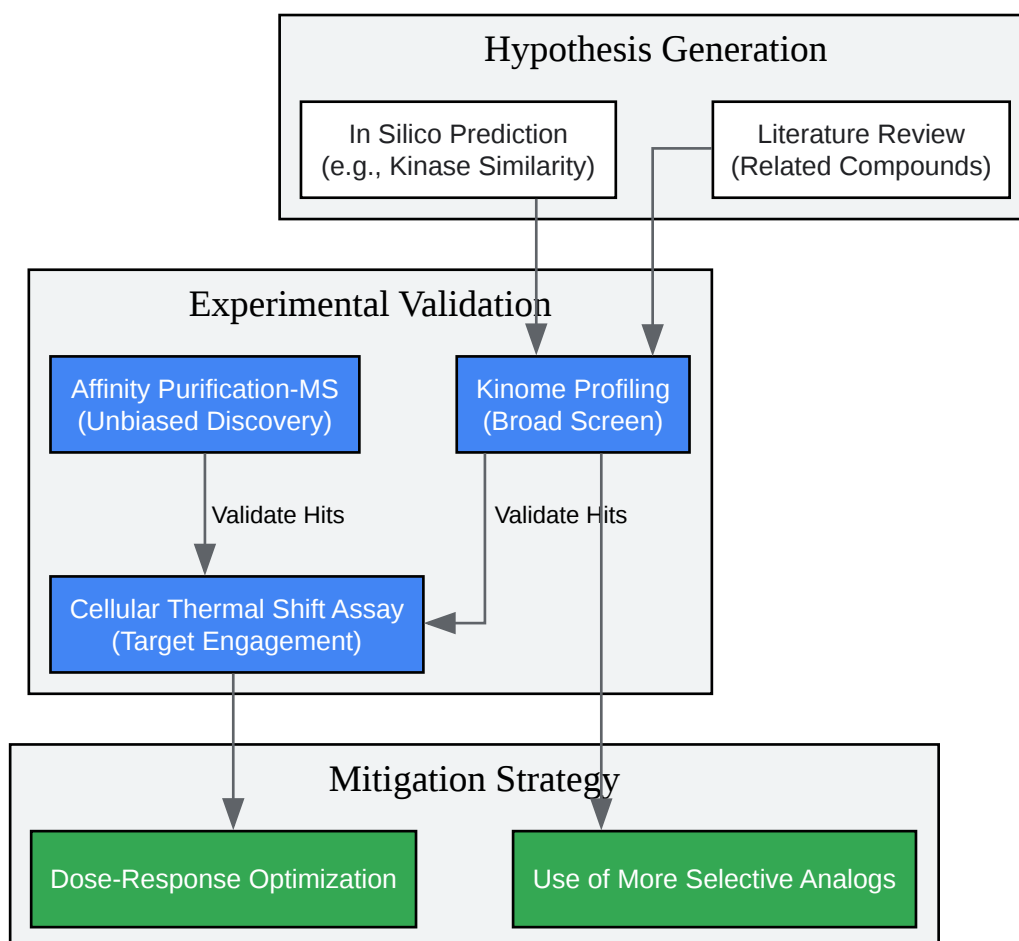 Hypothesis Generation
In Silico Prediction
(e.g., Kinase Similarity)
Literature Review
(Related Compounds)
Experimental Validation
Affinity Purification-MS
(Unbiased Discovery)
Kinome Profiling
(Broad Screen)
Validate Hits
Validate Hits
Cellular Thermal Shift Assay
(Target Engagement)
Mitigation Strategy
Dose-Response Optimization
Use of More Selective Analogs